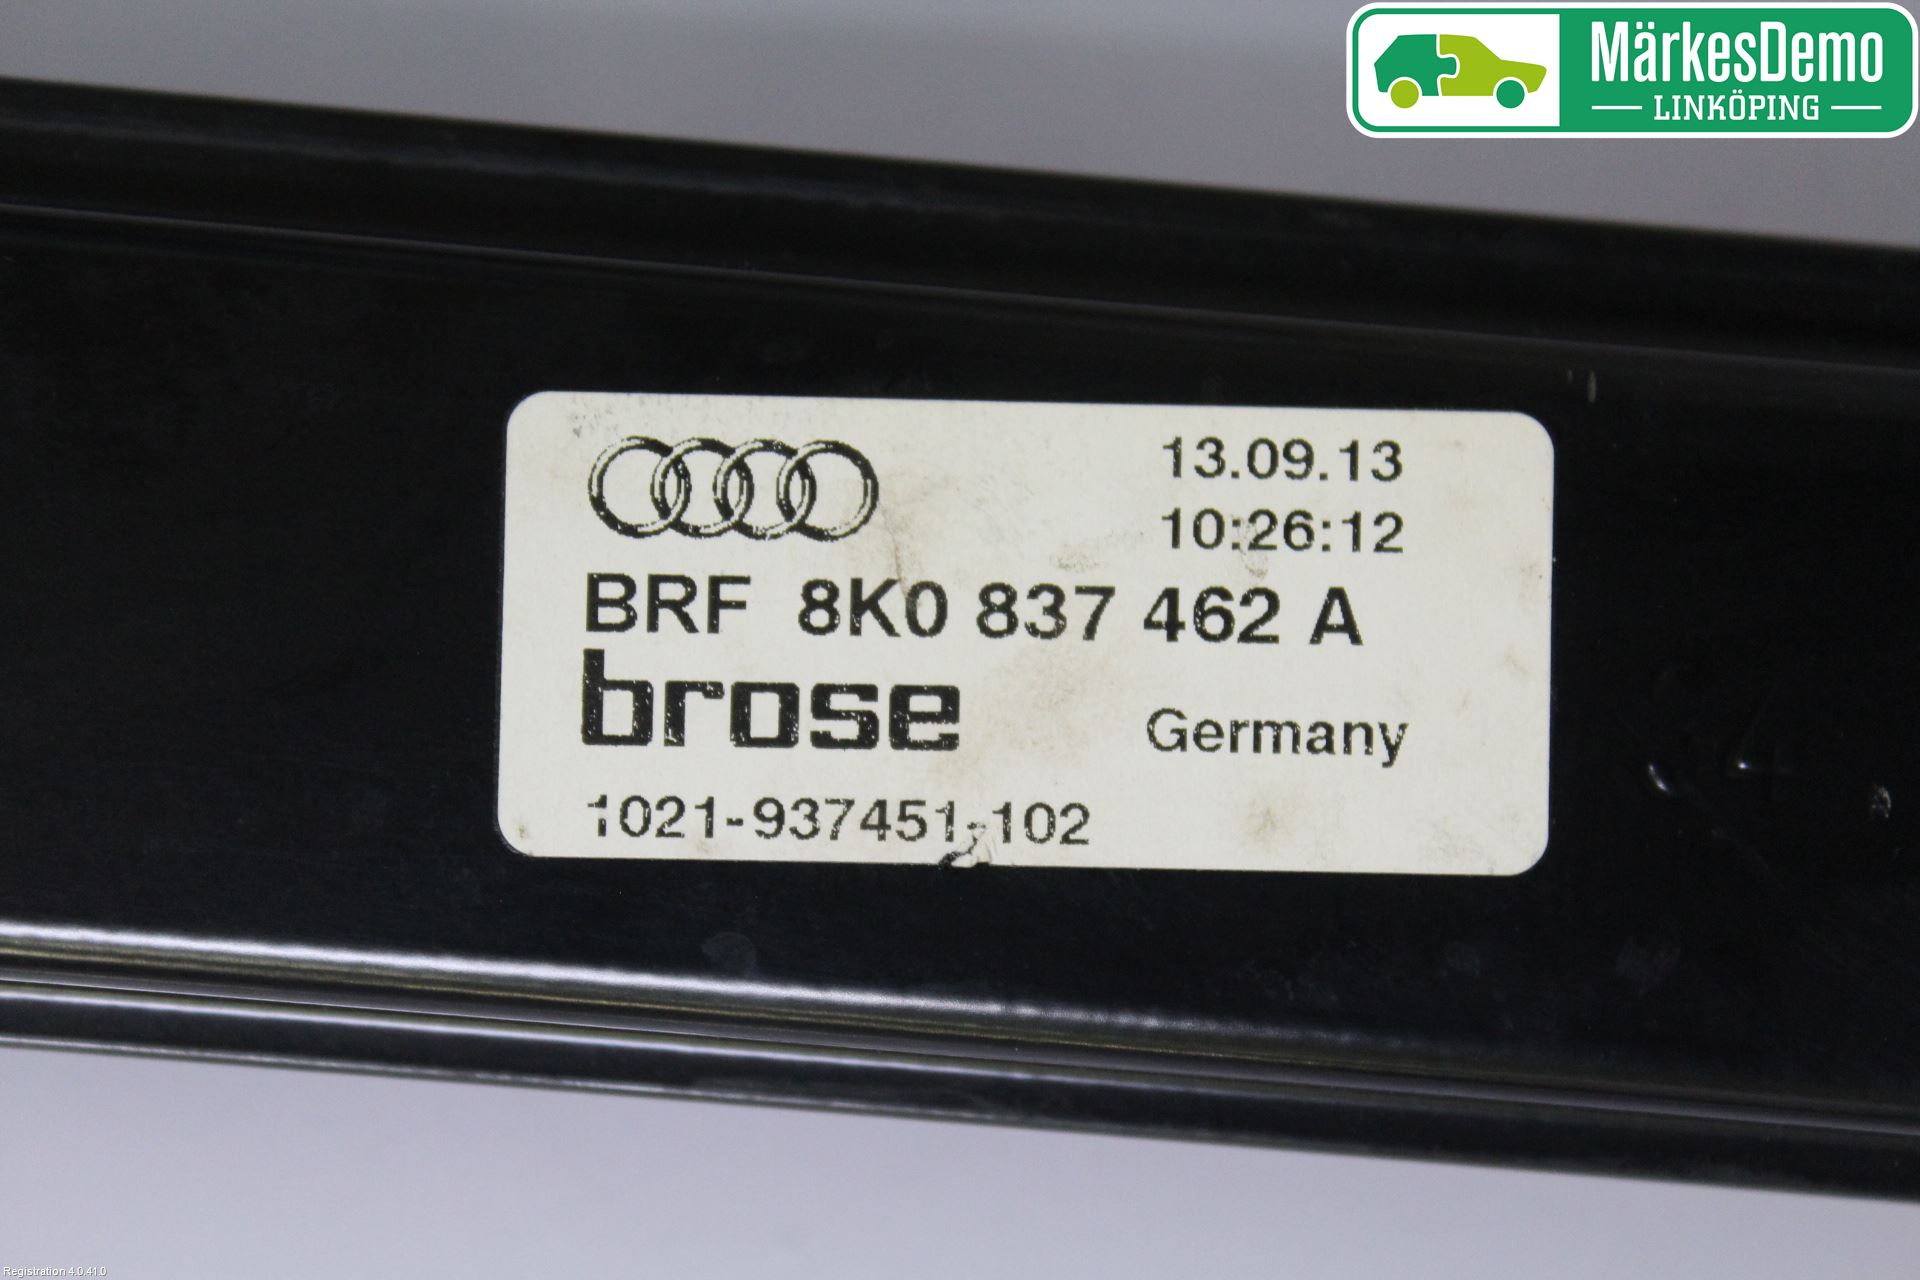 MärkesDemo
LINKÖPING
13.09.13
10:26:12
BRF 8K0 837 462 A
brose
Germany
1021-937451-102
Registration 4.0.41.0